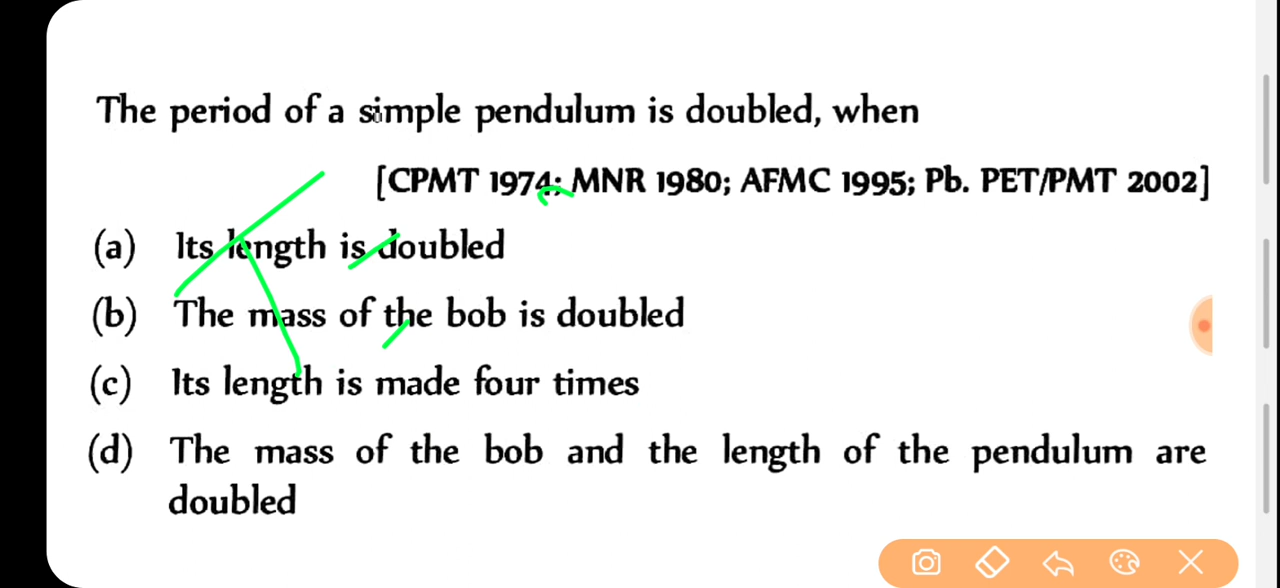 The period of a simple pendulum is doubled, when
[CPMT 1974; MNR 1980; AFMC 1995; Pb. PET/PMT 2002]
(a) Its length is doubled
(b) The mass of the bob is doubled
(c) Its length is made four times
(d) The mass of the bob and the length of the pendulum are
doubled